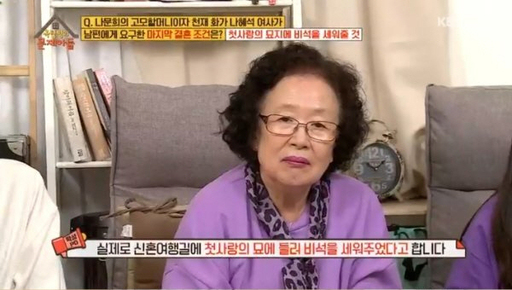 Q. 나문희의 고모할머니이자 천재 화가 나혜석 여사가
남편에게 요구한 마지막 결혼 조건은? 첫사랑의 묘지에 비석을 세워줄 것
문제아들
KBS
실제로 신혼여행길에 첫사랑의 묘에 들러 비석을 세워주었다고 합니다